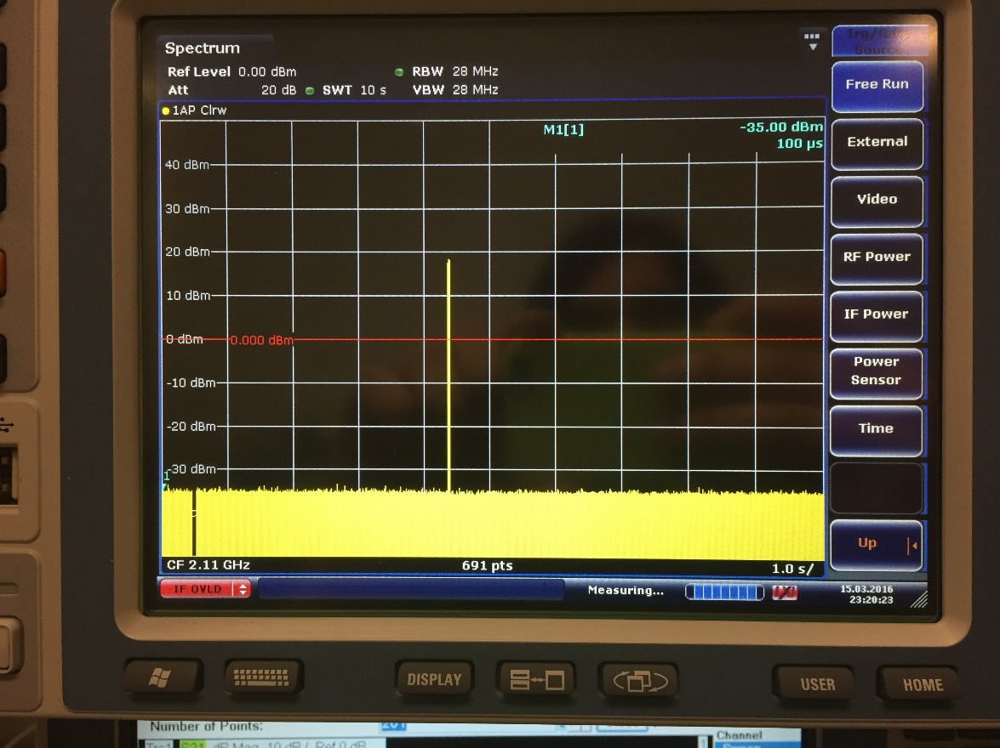 Spectrum
Ref Level 0.00 dBm RBW 28 MHz
Att 20 dB SWT 10 s VBW 28 MHz
1AP Clrw
M1[1] -35.00 dBm
100 µs
40 dBm
30 dBm
20 dBm
10 dBm
0 dBm 0.000 dBm
-10 dBm
-20 dBm
-30 dBm
1
CF 2.11 GHz 691 pts 1.0 s/
IF OVLD Measuring... LXI 15.03.2016
23:20:23
Free Run
External
Video
RF Power
IF Power
Power
Sensor
Time
Up
DISPLAY
USER
HOME
Number of Points: 201
Trc1 S21 dB Mag 10 dB / Ref 0 dB 1
Channel